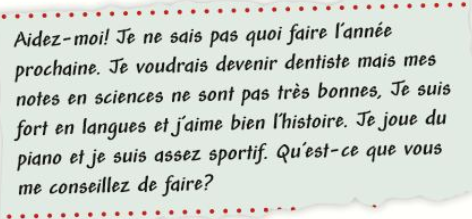 Aidez-moi! Je ne sais pas quoi faire l'année
prochaine. Je voudrais devenir dentiste mais mes
notes en sciences ne sont pas très bonnes, Je suis
fort en langues et j'aime bien l'histoire. Je joue du
piano et je suis assez sportif. Qu'est-ce que vous
me conseillez de faire?